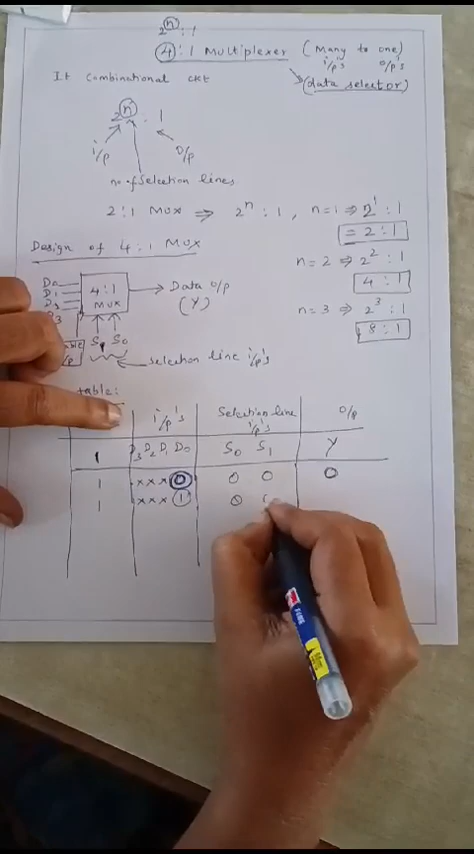 2ⁿ : 1
4:1 Multiplexer (Many to one)
i/p's o/p's
It combinational ckt (data selector)
2ⁿ : 1
i/p o/p
no of selection lines
2:1 MUX ⇒ 2ⁿ : 1 , n=1 ⇒ 2¹ : 1
= 2 : 1
Design of 4:1 MUX
n = 2 ⇒ 2² : 1
4 : 1
n = 3 ⇒ 2³ : 1
8 : 1
D0
D1
D2
D3
4:1
MUX
Data o/p
(Y)
S1 S0
selection line i/p's
table:
i/p's Selection line i/p's o/p
1 D3 D2 D1 D0 S0 S1 Y
1 x x x 0 0 0 0
1 x x x 1 0